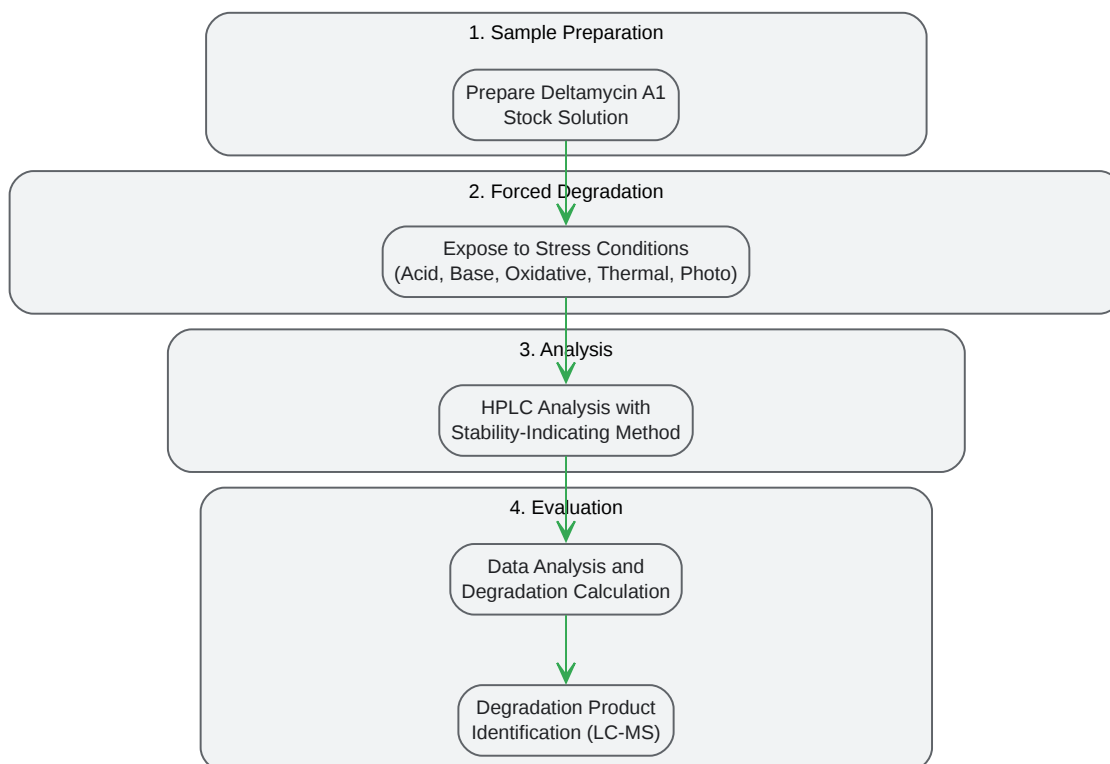 1. Sample Preparation
Prepare Deltamycin A1
Stock Solution
2. Forced Degradation
Expose to Stress Conditions
(Acid, Base, Oxidative, Thermal, Photo)
3. Analysis
HPLC Analysis with
Stability-Indicating Method
4. Evaluation
Data Analysis and
Degradation Calculation
Degradation Product
Identification (LC-MS)